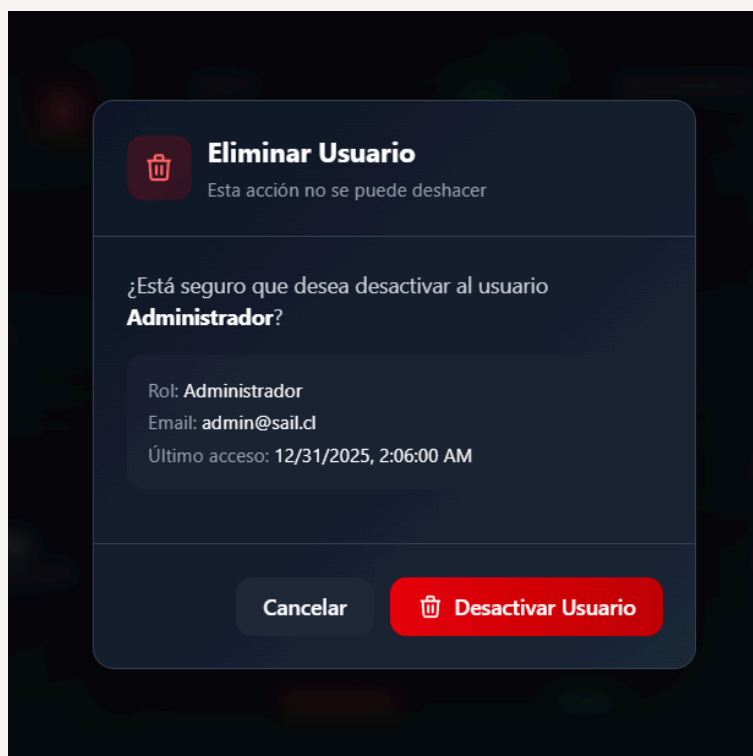 Eliminar Usuario
Esta acción no se puede deshacer
¿Está seguro que desea desactivar al usuario
Administrador?
Rol: Administrador
Email: admin@sail.cl
Último acceso: 12/31/2025, 2:06:00 AM
Cancelar
Desactivar Usuario